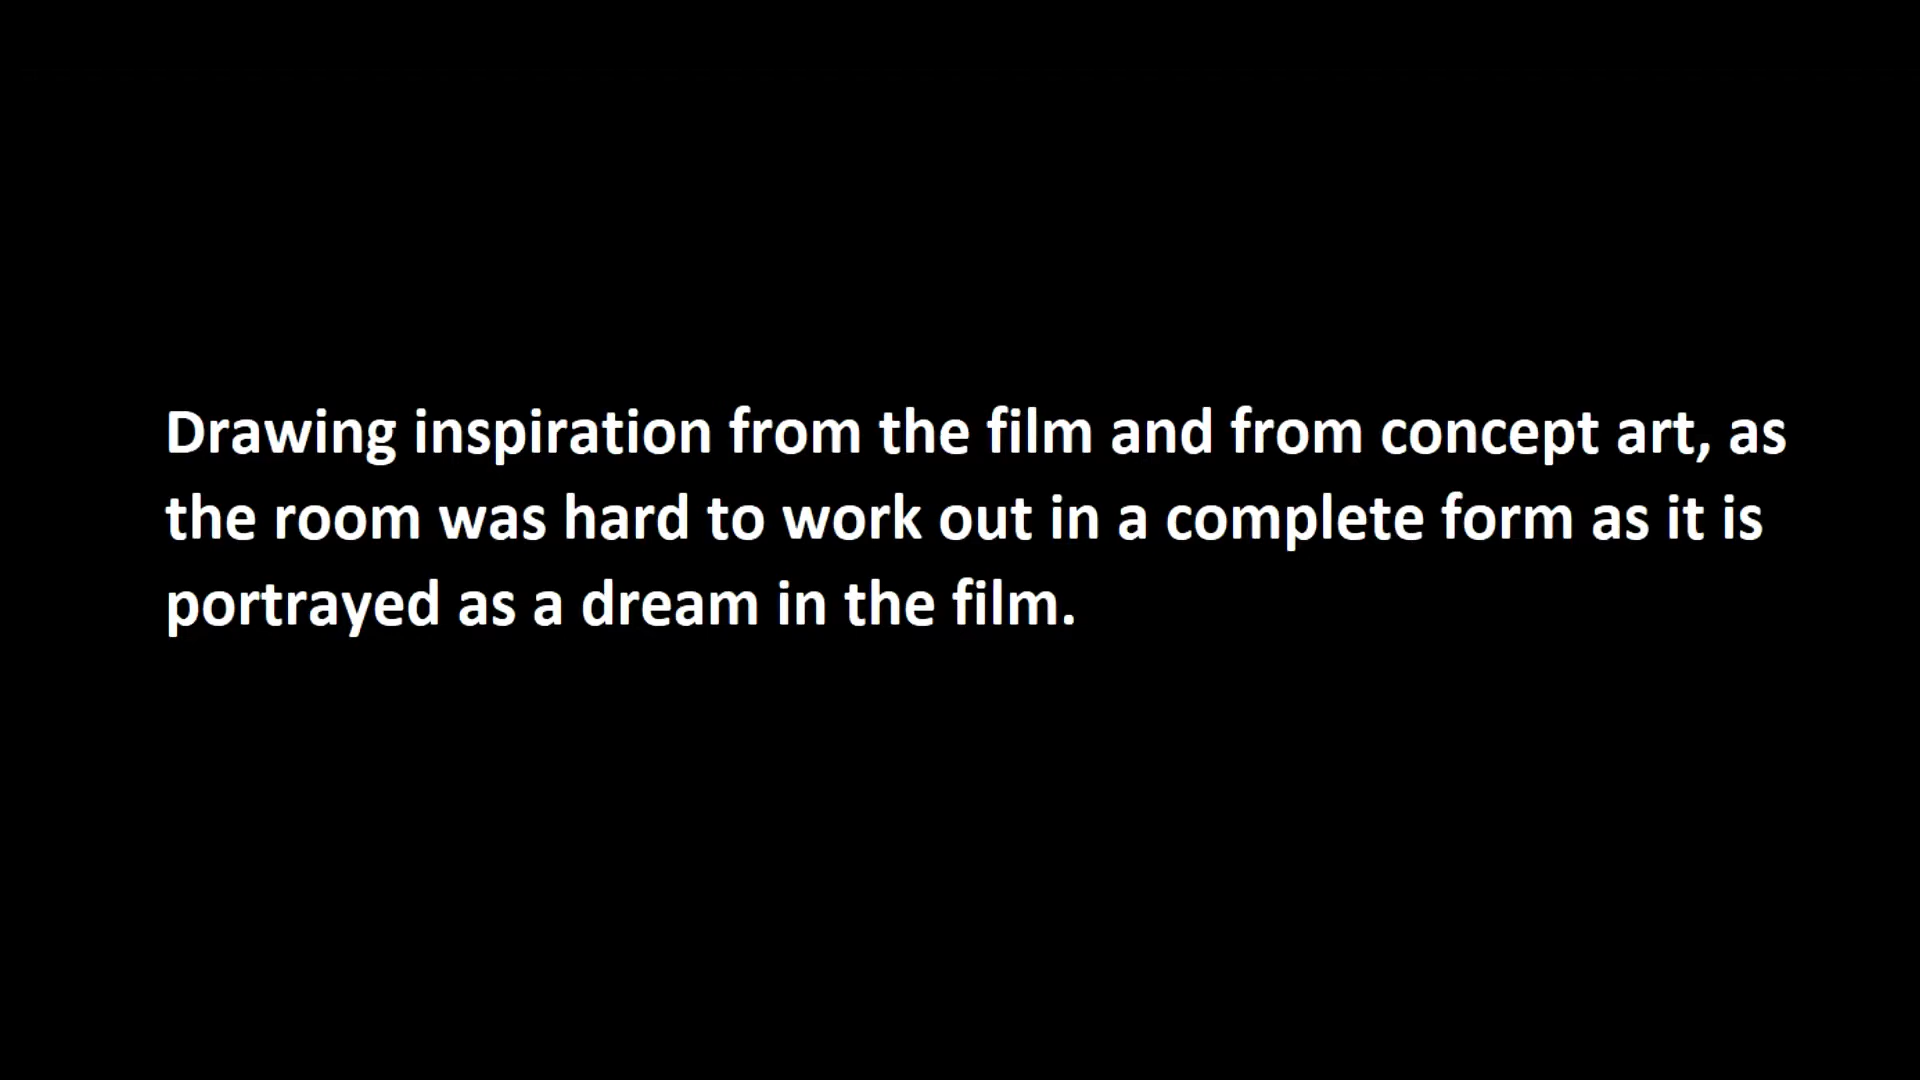 Drawing inspiration from the film and from concept art, as
the room was hard to work out in a complete form as it is
portrayed as a dream in the film.